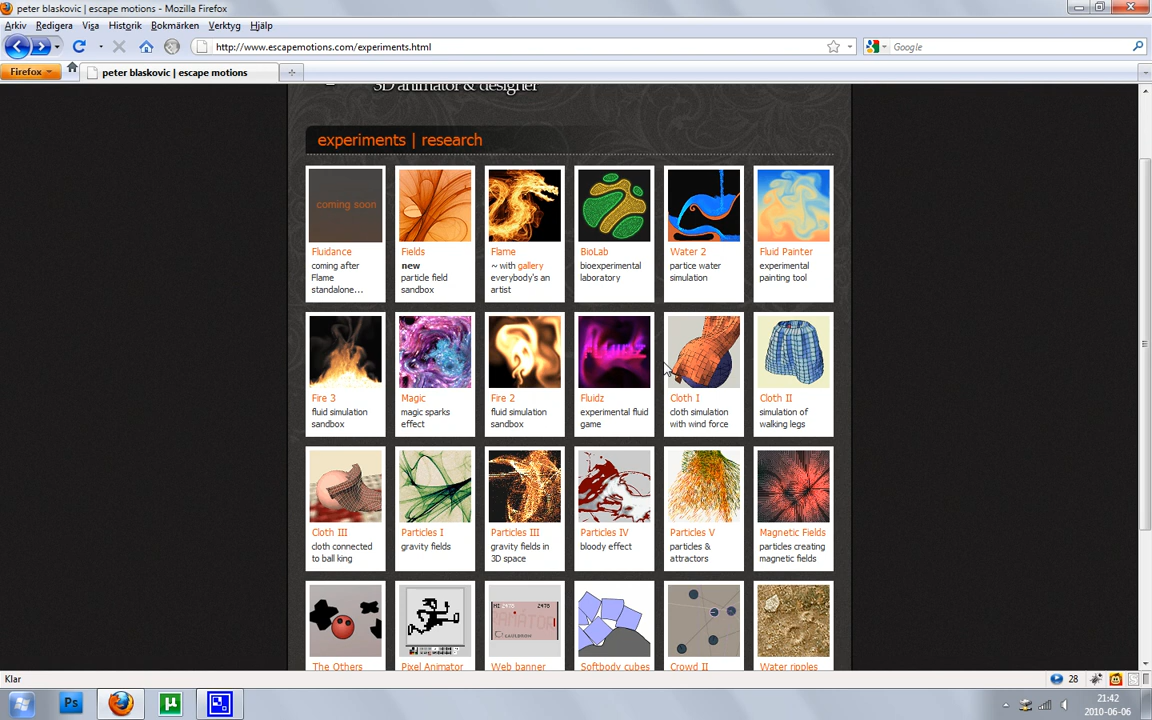 peter blaskovic | escape motions - Mozilla Firefox
Arkiv Redigera Visa Historik Bokmärken Verktyg Hjälp
http://www.escapemotions.com/experiments.html
Google
Firefox
peter blaskovic | escape motions
3D animator & designer
experiments | research
coming soon
Fluidance
coming after
Flame
standalone...
Fields
new
particle field
sandbox
Flame
~ with gallery
everybody's an
artist
BioLab
bioexperimental
laboratory
Water 2
partice water
simulation
Fluid Painter
experimental
painting tool
FLUIDZ
Fire 3
fluid simulation
sandbox
Magic
magic sparks
effect
Fire 2
fluid simulation
sandbox
Fluidz
experimental fluid
game
Cloth I
cloth simulation
with wind force
Cloth II
simulation of
walking legs
Cloth III
cloth connected
to ball king
Particles I
gravity fields
Particles III
gravity fields in
3D space
Particles IV
bloody effect
Particles V
particles &
attractors
Magnetic Fields
particles creating
magnetic fields
HI 2476 2476
CAULDRON
The Others
Pixel Animator
Web banner
Softbody cubes
Crowd II
Water ripples
Klar
28
Ps
µ
21:42
2010-06-06